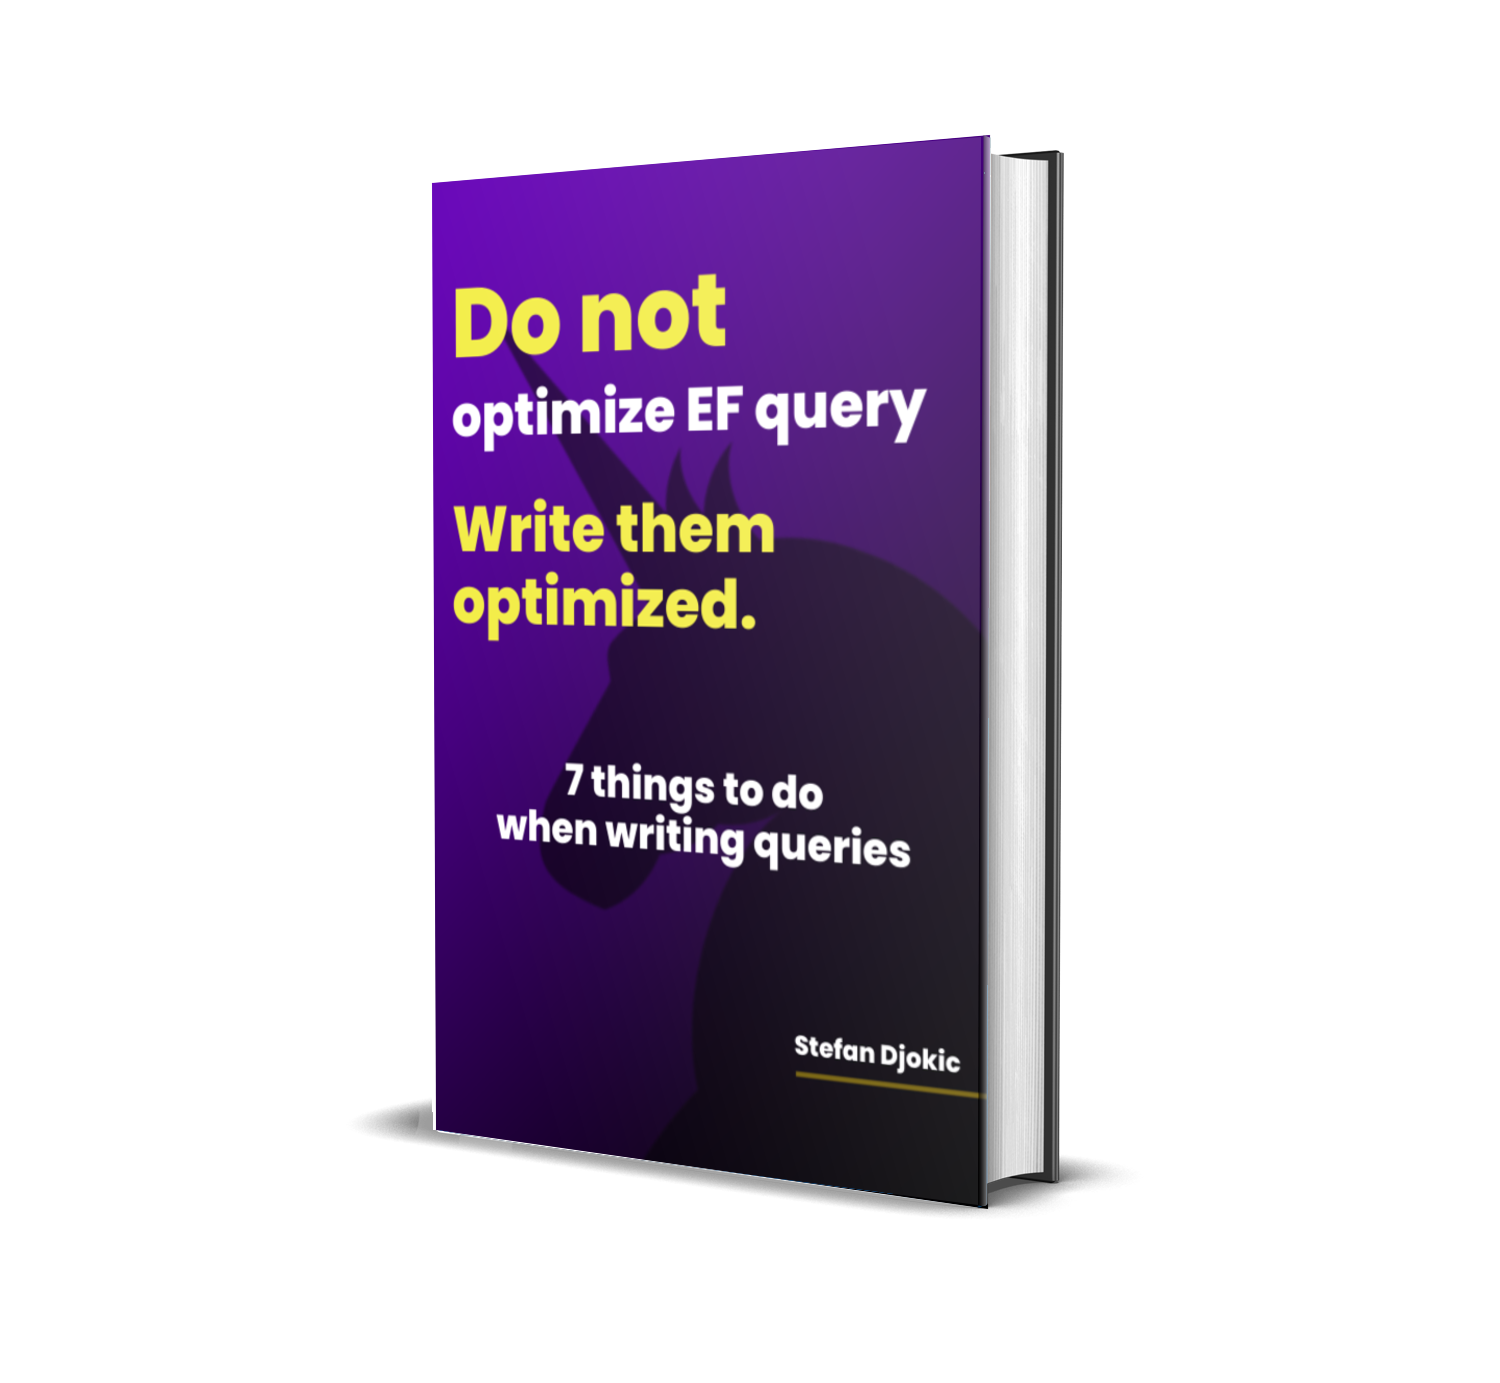 Do not
optimize EF query
Write them
optimized.
7 things to do
when writing queries
Stefan Djokic